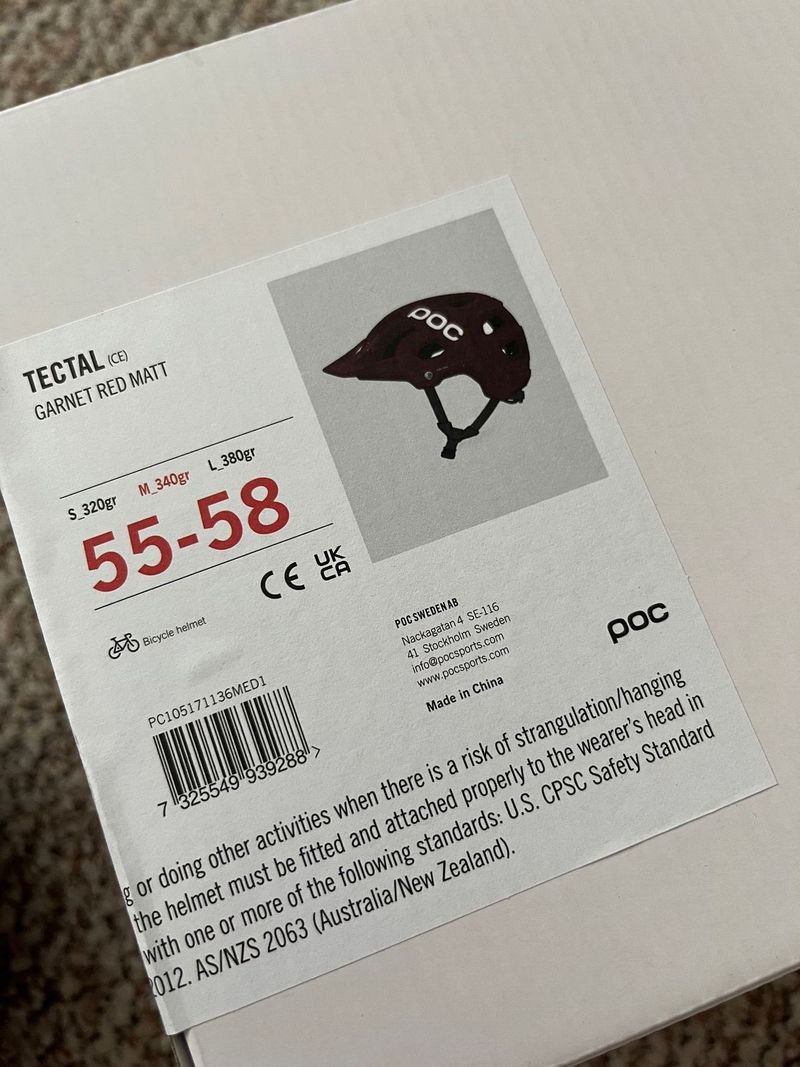 TECTAL (CE)
GARNET RED MATT
poc
S_320gr M_340gr L_380gr
55-58
CE UK
CA
Bicycle helmet
POC SWEDEN AB
Nackagatan 4 SE-116
41 Stockholm Sweden
info@pocsports.com
www.pocsports.com
Made in China
poc
PC105171136MED1
7 325549 939288 >
g or doing other activities when there is a risk of strangulation/hanging
the helmet must be fitted and attached properly to the wearer's head in
with one or more of the following standards: U.S. CPSC Safety Standard
2012. AS/NZS 2063 (Australia/New Zealand).